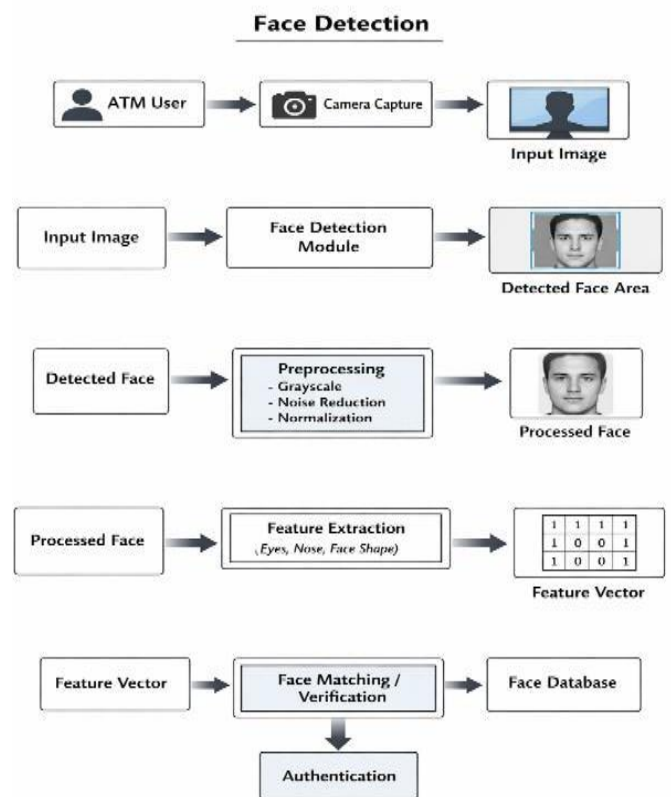 Face Detection
ATM User
Camera Capture
Input Image
Input Image
Face Detection
Module
Detected Face Area
Detected Face
Preprocessing
- Grayscale
- Noise Reduction
- Normalization
Processed Face
Processed Face
Feature Extraction
(Eyes, Nose, Face Shape)
1 1 1 1
1 0 0 1
1 0 0 1
Feature Vector
Feature Vector
Face Matching /
Verification
Face Database
Authentication